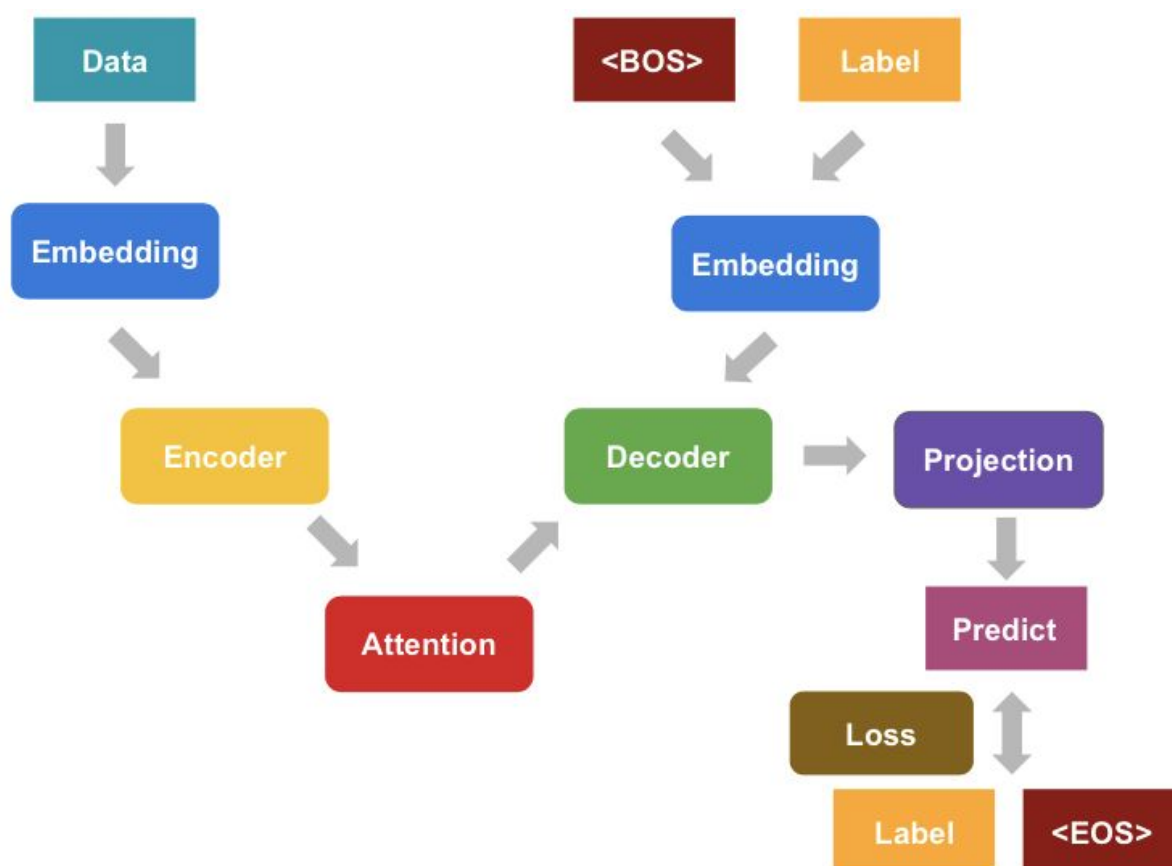 Data
<BOS>
Label
Embedding
Embedding
Encoder
Decoder
Projection
Attention
Predict
Loss
Label
<EOS>